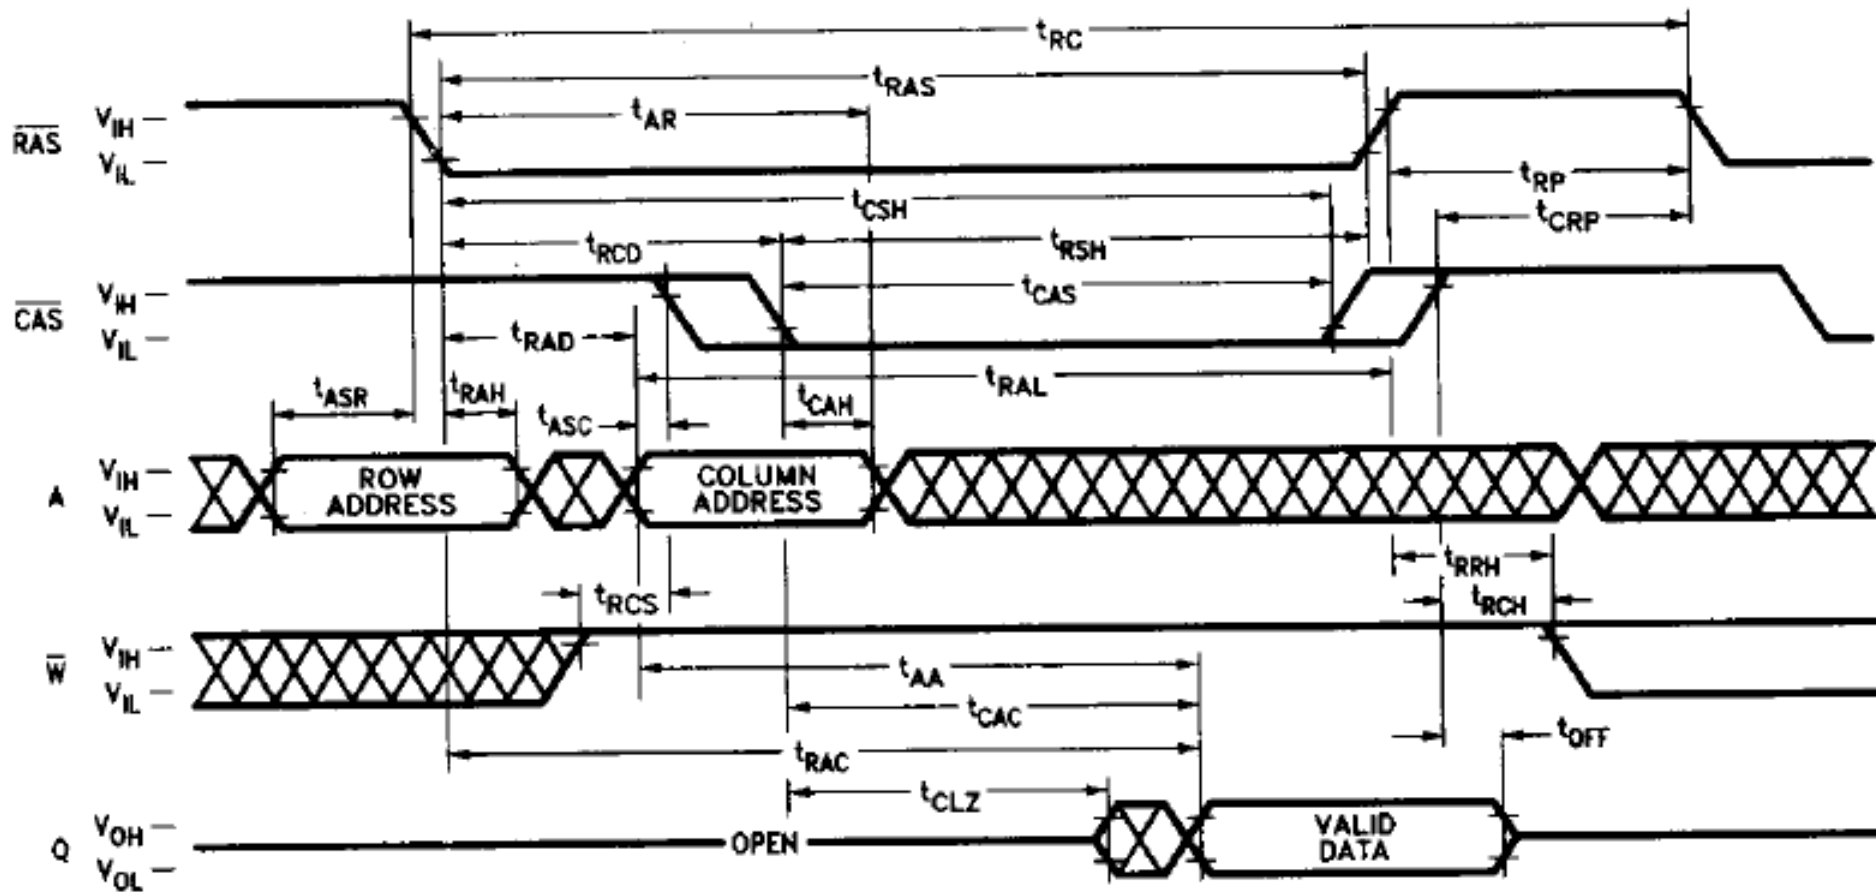 tRC
tRAS
tAR
RAS
VIH
VIL
tRP
tCSH
tCRP
tRCD
tRSH
CAS
VIH
VIL
tCAS
tRAD
tRAL
tASR
tRAH
tASC
tCAH
A
VIH
VIL
ROW
ADDRESS
COLUMN
ADDRESS
tRRH
tRCS
tRCH
W
VIH
VIL
tAA
tCAC
tOFF
tRAC
tCLZ
Q
VOH
VOL
OPEN
VALID
DATA